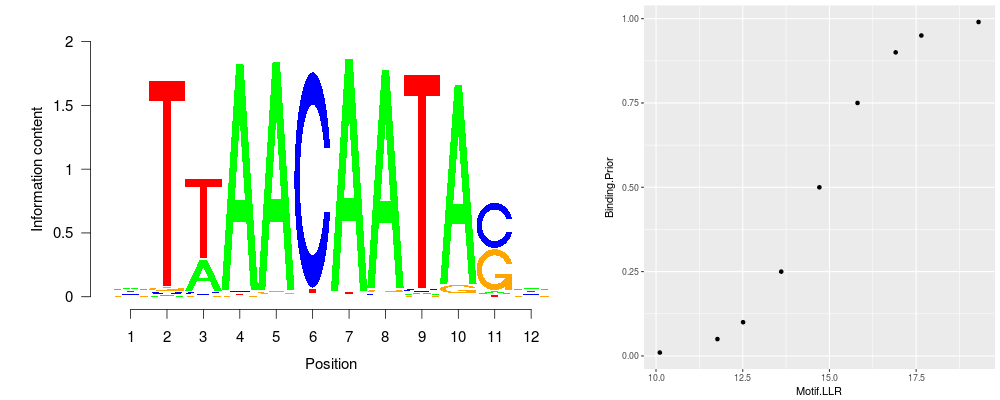 2
1.5
1
0.5
0
Information content
T T A A A C A A T A C G
1 2 3 4 5 6 7 8 9 10 11 12
Position
1.00
0.75
0.50
0.25
0.00
Binding.Prior
10.0 12.5 15.0 17.5
Motif.LLR